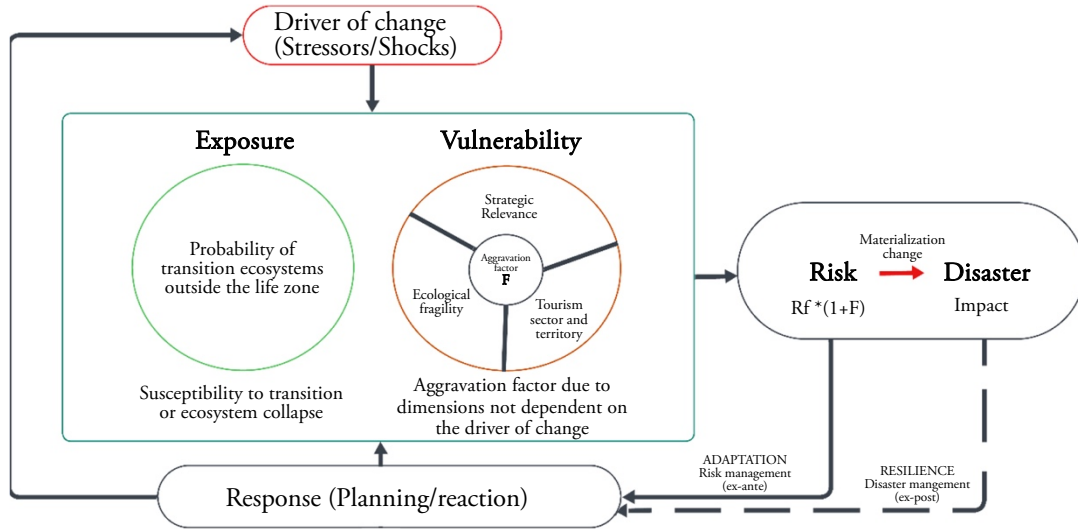 Driver of change
(Stressors/Shocks)
Exposure
Vulnerability
Probability of
transition ecosystems
outside the life zone
Strategic
Relevance
Aggravation
factor
F
Ecological
fragility
Tourism
sector and
territory
Susceptibility to transition
or ecosystem collapse
Aggravation factor due to
dimensions not dependent on
the driver of change
Materialization
change
Risk
Disaster
Rf *(1+F)
Impact
ADAPTATION
Risk management
(ex-ante)
RESILIENCE
Disaster mangement
(ex-post)
Response (Planning/reaction)